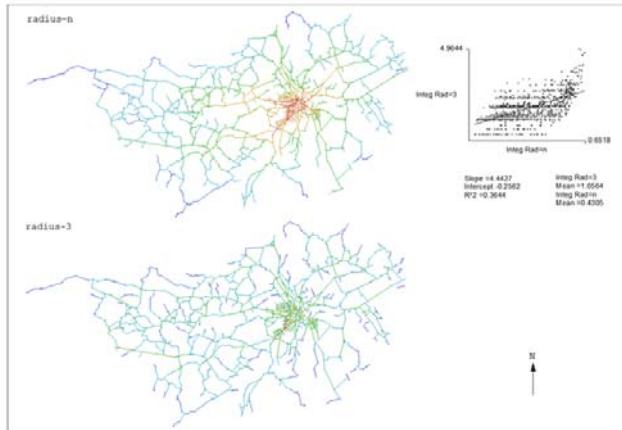 radius-n
4.9644
Integ Rad=3
0.6518
Integ Rad=n
Slope =4.4437
Intercept -0.2562
R^2 = 0.3644
Integ Rad=3
Mean =1.6564
Integ Rad=n
Mean =0.4305
radius-3
N